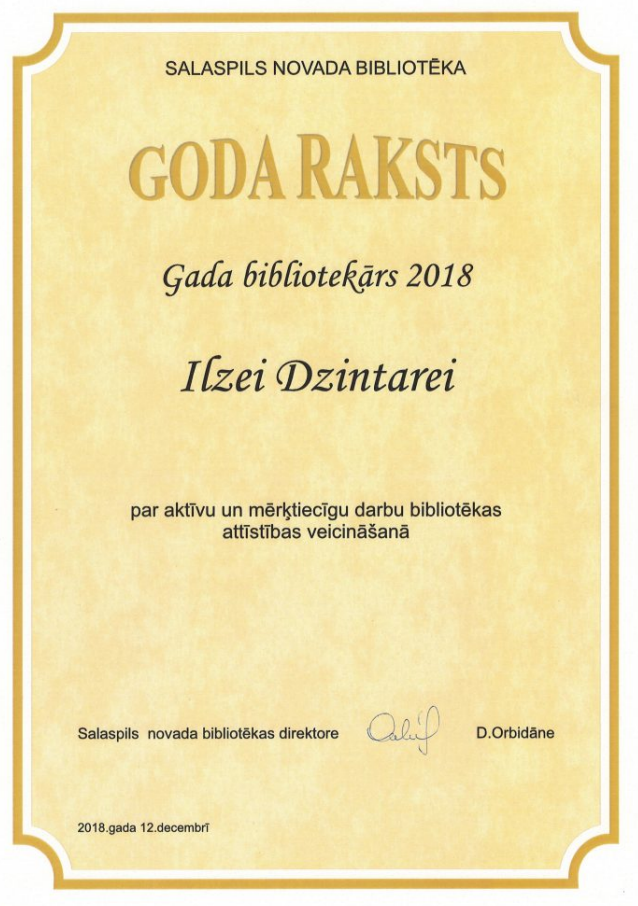 SALASPILS NOVADA BIBLIOTĒKA
GODA RAKSTS
Gada bibliotekārs 2018
Ilzei Dzintarei
par aktīvu un mērķtiecīgu darbu bibliotēkas
attīstības veicināšanā
Salaspils novada bibliotēkas direktore D.Orbidāne
2018.gada 12.decembrī